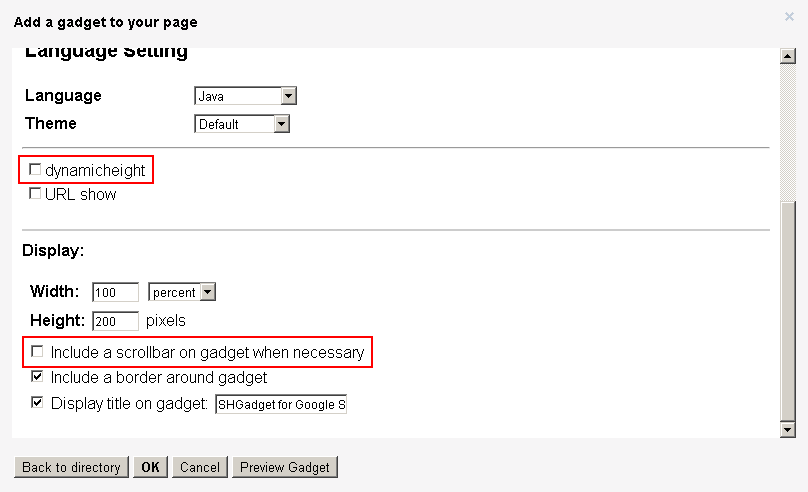 Add a gadget to your page
Language Setting
Language Java
Theme Default
dynamicheight
URL show
Display:
Width: 100 percent
Height: 200 pixels
Include a scrollbar on gadget when necessary
Include a border around gadget
Display title on gadget: SHGadget for Google S
Back to directory OK Cancel Preview Gadget